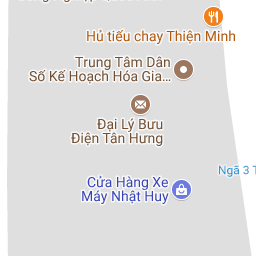 Hủ tiếu chay Thiện Minh
Trung Tâm Dân
Số Kế Hoạch Hóa Gia...
Đại Lý Bưu
Điện Tân Hưng
Ngã 3 T
Cửa Hàng Xe
Máy Nhật Huy